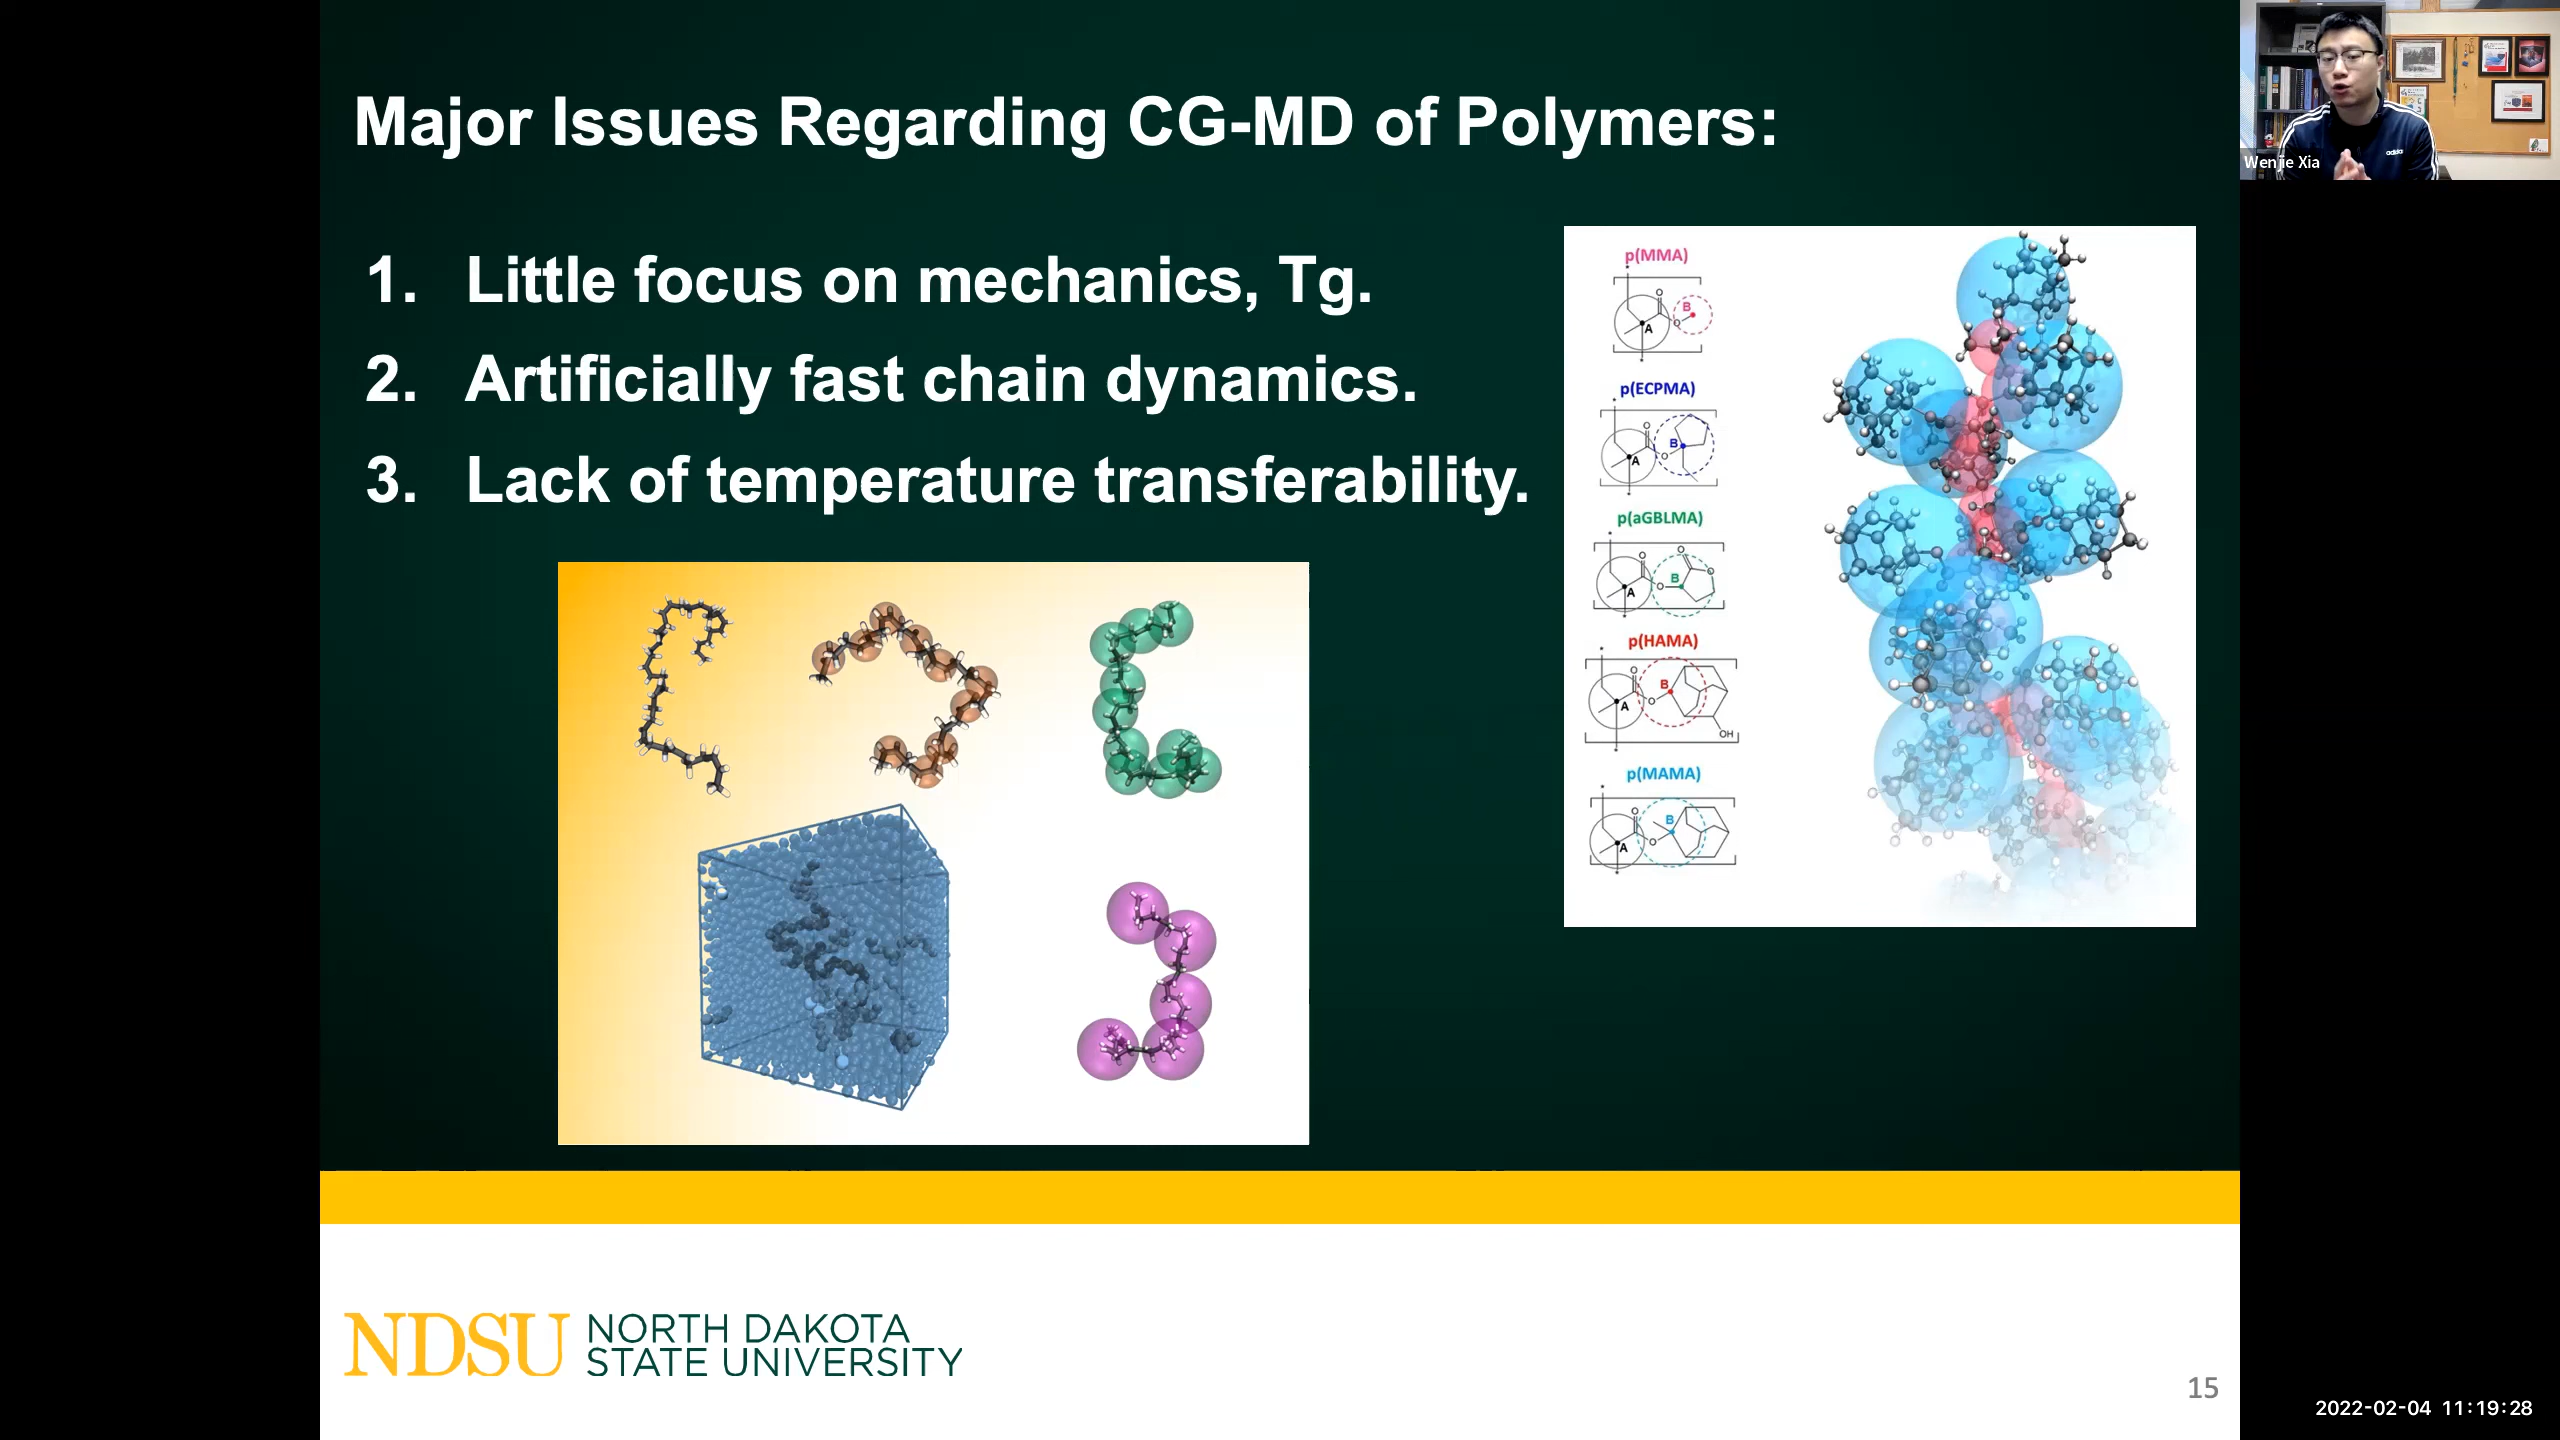 Major Issues Regarding CG-MD of Polymers:
Wenjie Xia
adidas
1. Little focus on mechanics, Tg.
2. Artificially fast chain dynamics.
3. Lack of temperature transferability.
p(MMA)
O
B
O
A
p(ECPMA)
O
B
O
A
p(aGBLMA)
O
O
O
B
O
A
p(HAMA)
O
B
O
A
OH
p(MAMA)
O
B
O
A
NDSU NORTH DAKOTA
STATE UNIVERSITY
15
2022-02-04 11:19:28